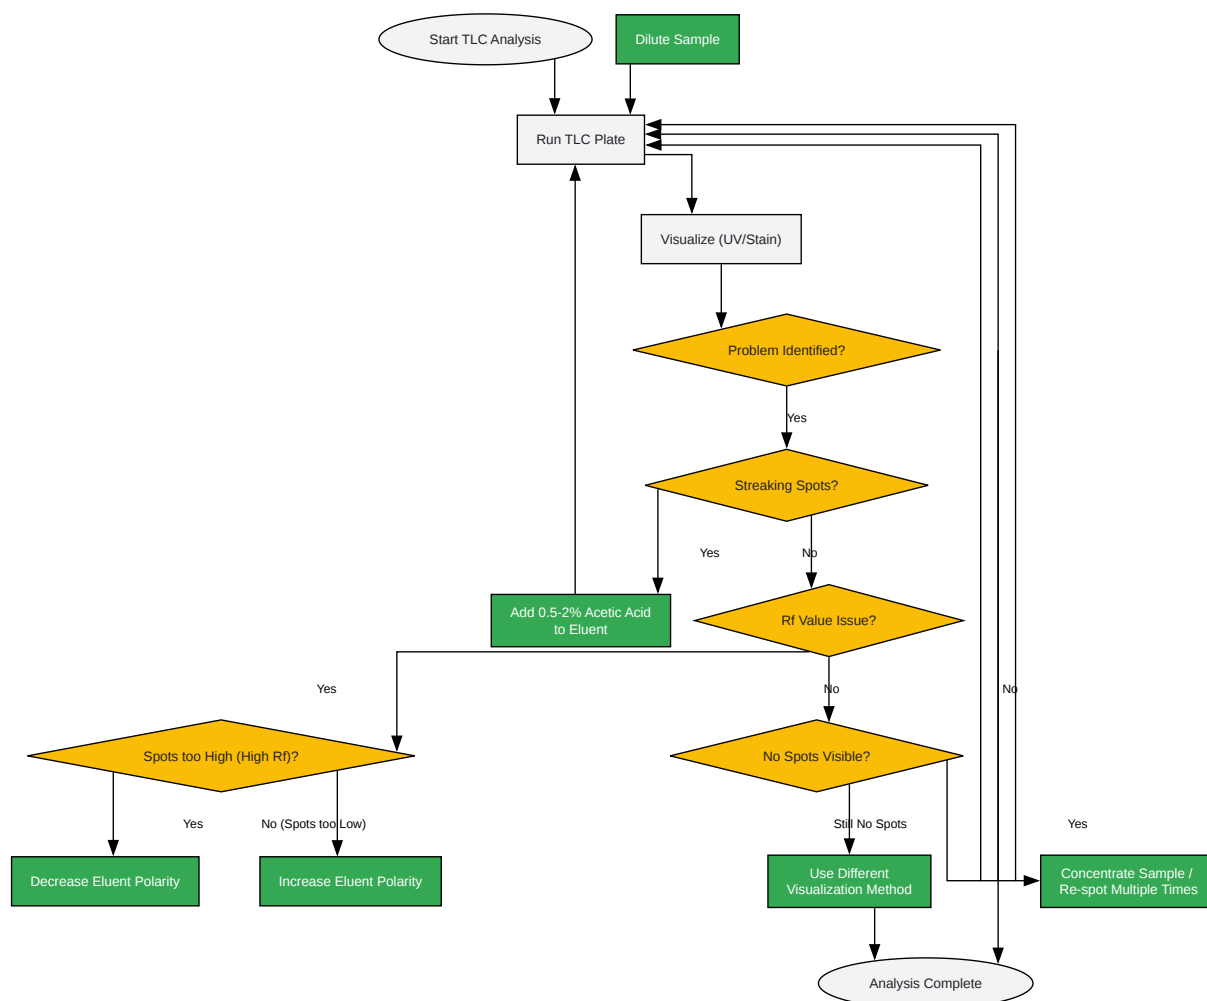 Start TLC Analysis
Dilute Sample
Run TLC Plate
Visualize (UV/Stain)
Problem Identified?
Yes
Streaking Spots?
Yes
No
Add 0.5-2% Acetic Acid
to Eluent
Rf Value Issue?
Yes
No
No
Spots too High (High Rf)?
No Spots Visible?
Yes
No (Spots too Low)
Still No Spots
Yes
Decrease Eluent Polarity
Increase Eluent Polarity
Use Different
Visualization Method
Concentrate Sample /
Re-spot Multiple Times
Analysis Complete